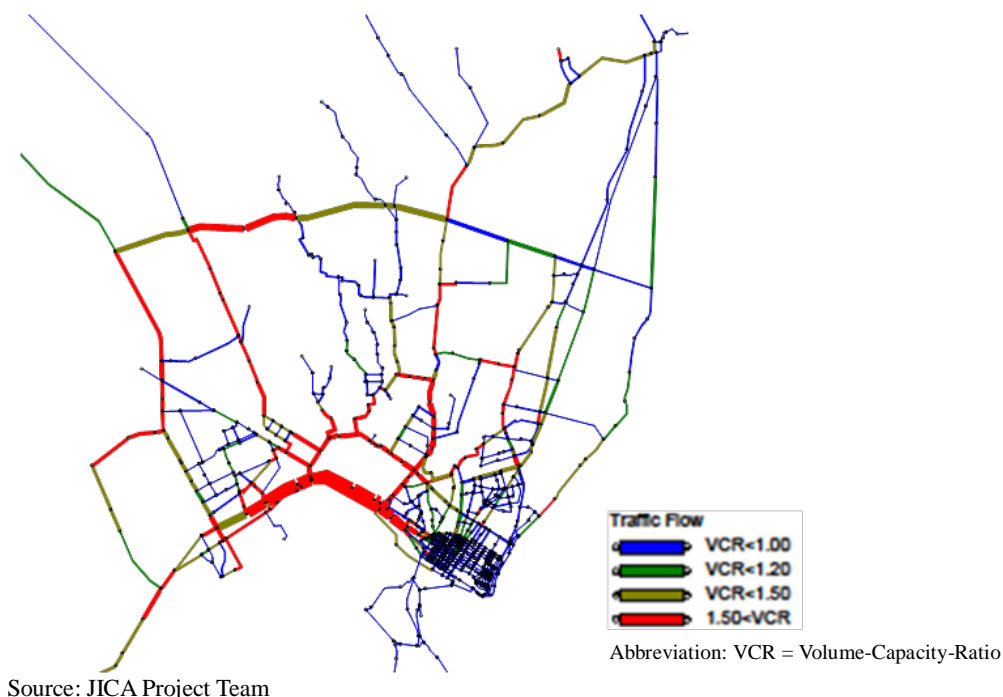 Traffic Flow
VCR<1.00
VCR<1.20
VCR<1.50
1.50<VCR
Abbreviation: VCR = Volume-Capacity-Ratio
Source: JICA Project Team